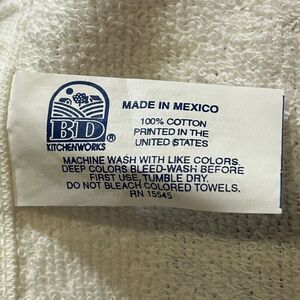 BD®
KITCHENWORKS
MADE IN MEXICO
100% COTTON
PRINTED IN THE
UNITED STATES
MACHINE WASH WITH LIKE COLORS.
DEEP COLORS BLEED-WASH BEFORE
FIRST USE, TUMBLE DRY.
DO NOT BLEACH COLORED TOWELS.
RN 15545